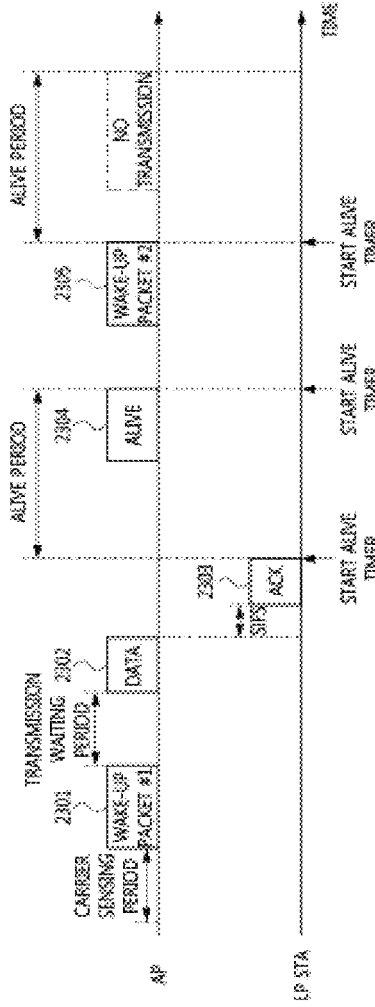 CARRIER
SENSING
PERIOD
2301
WAKE-UP
PACKET #1
TRANSMISSION
WAITING
PERIOD
2302
DATA
SIFS
2303
ACK
ALIVE PERIOD
2304
ALIVE
2305
WAKE-UP
PACKET #2
ALIVE PERIOD
NO
TRANSMISSION
AP
LP STA
START ALIVE
TIMER
START ALIVE
TIMER
START ALIVE
TIMER
TIME